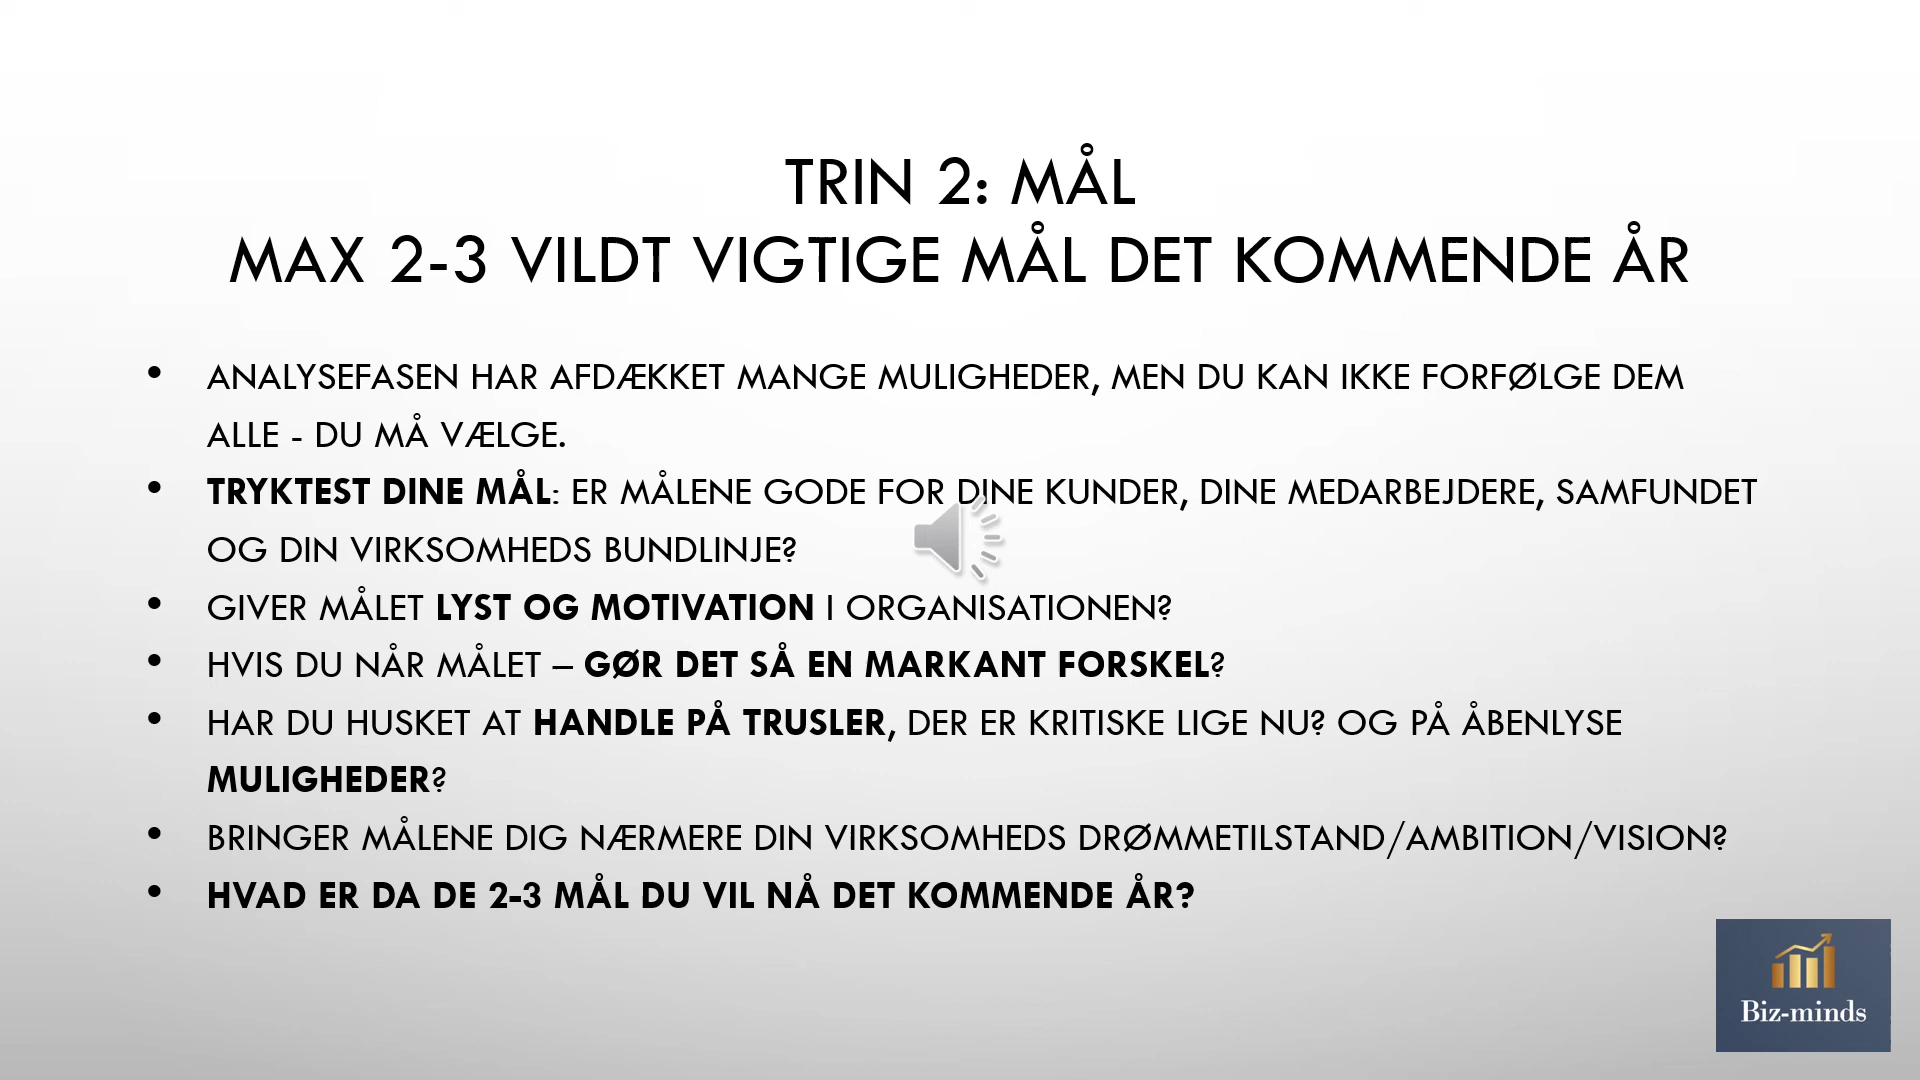 TRIN 2: MÅL
MAX 2-3 VILDT VIGTIGE MÅL DET KOMMENDE ÅR
• ANALYSEFASEN HAR AFDÆKKET MANGE MULIGHEDER, MEN DU KAN IKKE FORFØLGE DEM
ALLE - DU MÅ VÆLGE.
• TRYKTEST DINE MÅL: ER MÅLENE GODE FOR DINE KUNDER, DINE MEDARBEJDERE, SAMFUNDET
OG DIN VIRKSOMHEDS BUNDLINJE?
• GIVER MÅLET LYST OG MOTIVATION I ORGANISATIONEN?
• HVIS DU NÅR MÅLET – GØR DET SÅ EN MARKANT FORSKEL?
• HAR DU HUSKET AT HANDLE PÅ TRUSLER, DER ER KRITISKE LIGE NU? OG PÅ ÅBENLYSE
MULIGHEDER?
• BRINGER MÅLENE DIG NÆRMERE DIN VIRKSOMHEDS DRØMMETILSTAND/AMBITION/VISION?
• HVAD ER DA DE 2-3 MÅL DU VIL NÅ DET KOMMENDE ÅR?
Biz-minds